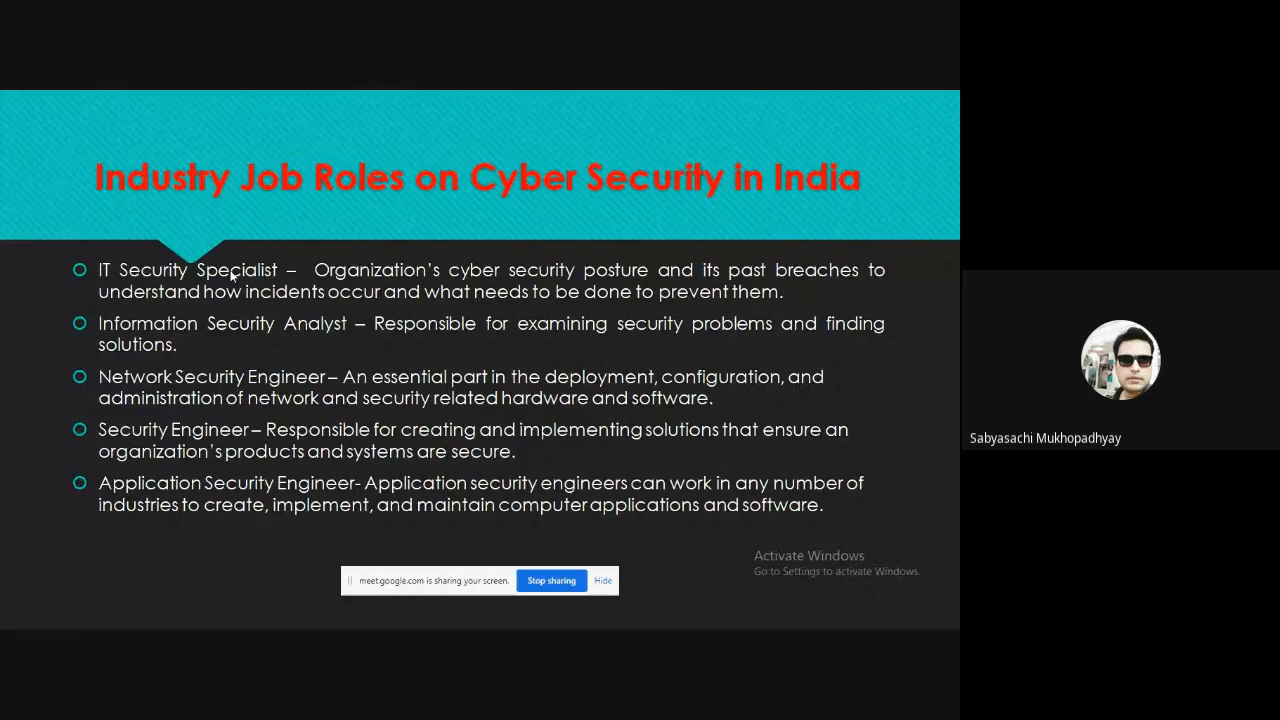 Industry Job Roles on Cyber Security in India
IT Security Specialist – Organization's cyber security posture and its past breaches to
understand how incidents occur and what needs to be done to prevent them.
Information Security Analyst – Responsible for examining security problems and finding
solutions.
Network Security Engineer – An essential part in the deployment, configuration, and
administration of network and security related hardware and software.
Security Engineer – Responsible for creating and implementing solutions that ensure an
organization's products and systems are secure.
Application Security Engineer- Application security engineers can work in any number of
industries to create, implement, and maintain computer applications and software.
Activate Windows
Go to Settings to activate Windows.
meet.google.com is sharing your screen. Stop sharing Hide
Sabyasachi Mukhopadhyay